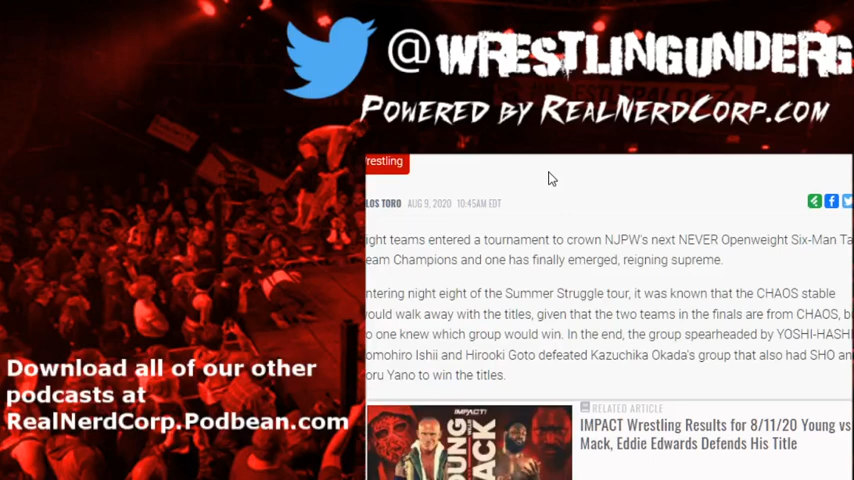 @WRESTLINGUNDERG
POWERED BY REALNERDCORP.COM
restling
LOS TORO AUG 9, 2020 10:45AM EDT
ight teams entered a tournament to crown NJPW's next NEVER Openweight Six-Man Ta
eam Champions and one has finally emerged, reigning supreme.
ntering night eight of the Summer Struggle tour, it was known that the CHAOS stable
ould walk away with the titles, given that the two teams in the finals are from CHAOS, b
o one knew which group would win. In the end, the group spearheaded by YOSHI-HASHI
omohiro Ishii and Hirooki Goto defeated Kazuchika Okada's group that also had SHO an
oru Yano to win the titles.
RELATED ARTICLE
IMPACT Wrestling Results for 8/11/20 Young vs
Mack, Eddie Edwards Defends His Title
IMPACT!
YOUNG
MACK
Download all of our other
podcasts at
RealNerdCorp.Podbean.com